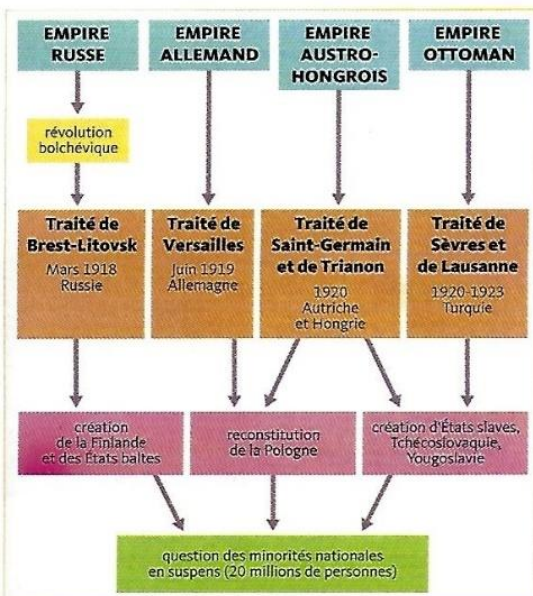 EMPIRE
RUSSE
EMPIRE
ALLEMAND
EMPIRE
AUSTRO-
HONGROIS
EMPIRE
OTTOMAN
révolution
bolchévique
Traité de
Brest-Litovsk
Mars 1918
Russie
Traité de
Versailles
Juin 1919
Allemagne
Traité de
Saint-Germain
et de Trianon
1920
Autriche
et Hongrie
Traité de
Sèvres et
de Lausanne
1920-1923
Turquie
création
de la Finlande
et des États baltes
reconstitution
de la Pologne
création d'États slaves,
Tchécoslovaquie,
Yougoslavie
question des minorités nationales
en suspens (20 millions de personnes)